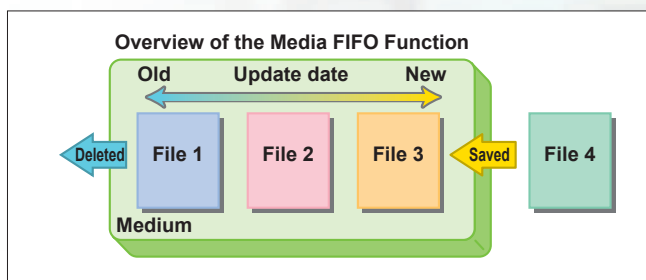 Overview of the Media FIFO Function
Old Update date New
Deleted File 1 File 2 File 3 Saved File 4
Medium